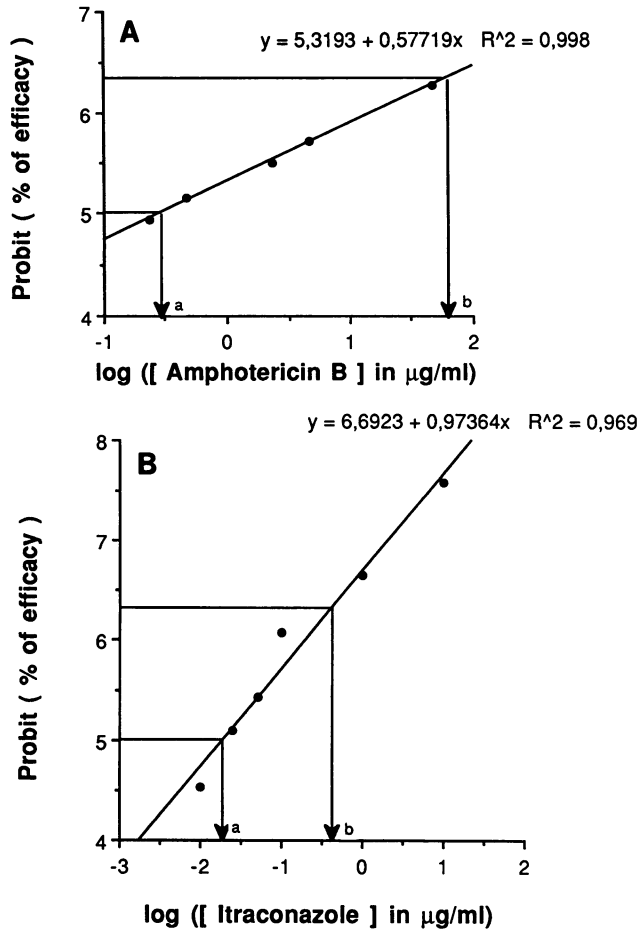 A
y = 5,3193 + 0,57719x R^2 = 0,998
Probit ( % of efficacy )
7
6
5
4
a
b
-1
0
1
2
log ([ Amphotericin B ] in µg/ml)
B
y = 6,6923 + 0,97364x R^2 = 0,969
Probit ( % of efficacy )
8
7
6
5
4
a
b
-3
-2
-1
0
1
2
log ([ Itraconazole ] in µg/ml)